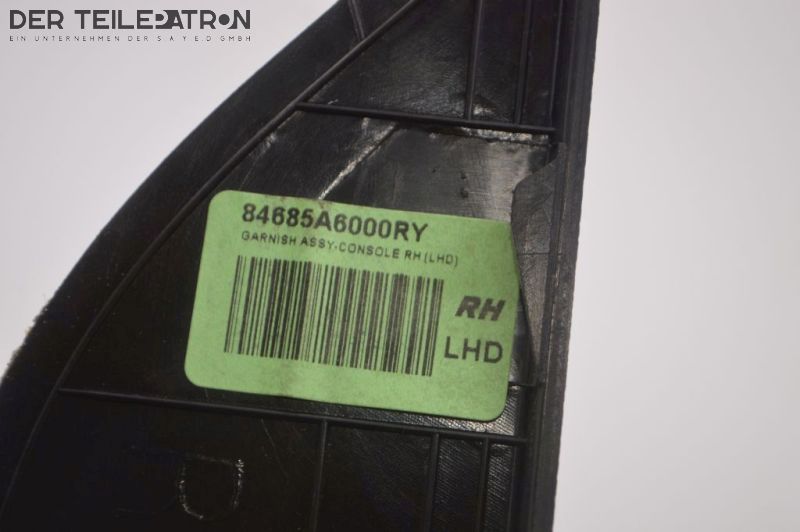 DER TEILEPATRON
EIN UNTERNEHMEN DER S A Y E.D GMBH
84685A6000RY
GARNISH ASSY-CONSOLE RH(LHD)
RH
LHD